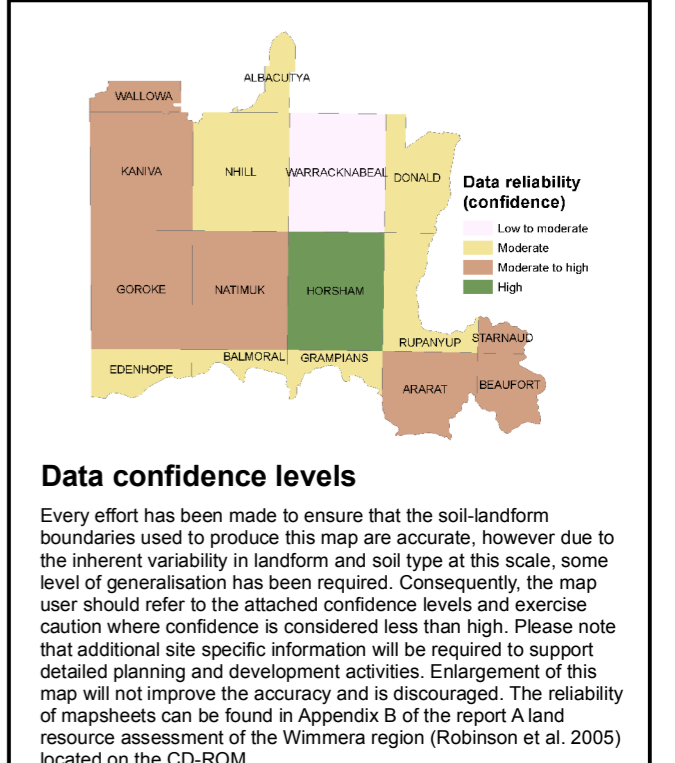 ALBACUTYA
WALLOWA
KANIVA
NHILL
WARRACKNABEAL
DONALD
Data reliability
(confidence)
Low to moderate
Moderate
Moderate to high
High
GOROKE
NATIMUK
HORSHAM
RUPANYUP
STARNAUD
EDENHOPE
BALMORAL
GRAMPIANS
ARARAT
BEAUFORT
Data confidence levels
Every effort has been made to ensure that the soil-landform
boundaries used to produce this map are accurate, however due to
the inherent variability in landform and soil type at this scale, some
level of generalisation has been required. Consequently, the map
user should refer to the attached confidence levels and exercise
caution where confidence is considered less than high. Please note
that additional site specific information will be required to support
detailed planning and development activities. Enlargement of this
map will not improve the accuracy and is discouraged. The reliability
of mapsheets can be found in Appendix B of the report A land
resource assessment of the Wimmera region (Robinson et al. 2005)
located on the CD-ROM